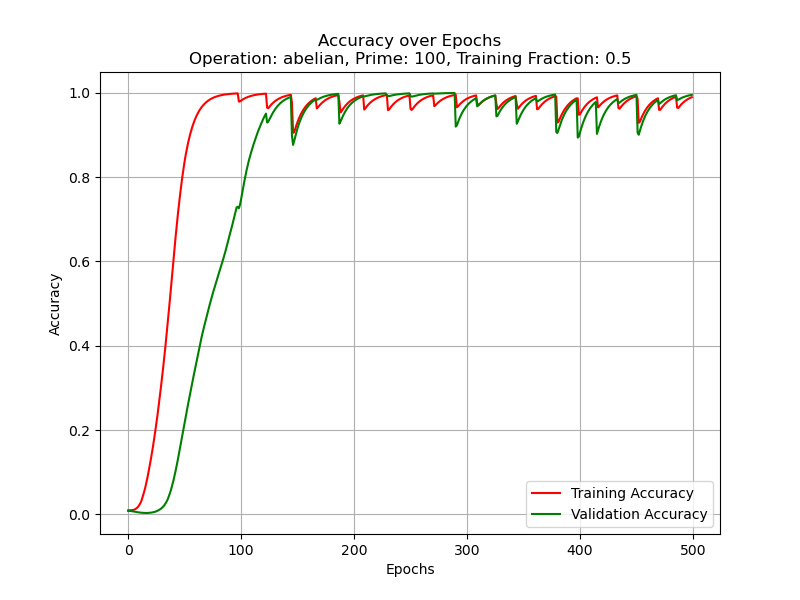 Accuracy over Epochs
Operation: abelian, Prime: 100, Training Fraction: 0.5
1.0
0.8
0.6
0.4
0.2
0.0
Accuracy
0 100 200 300 400 500
Epochs
Training Accuracy
Validation Accuracy